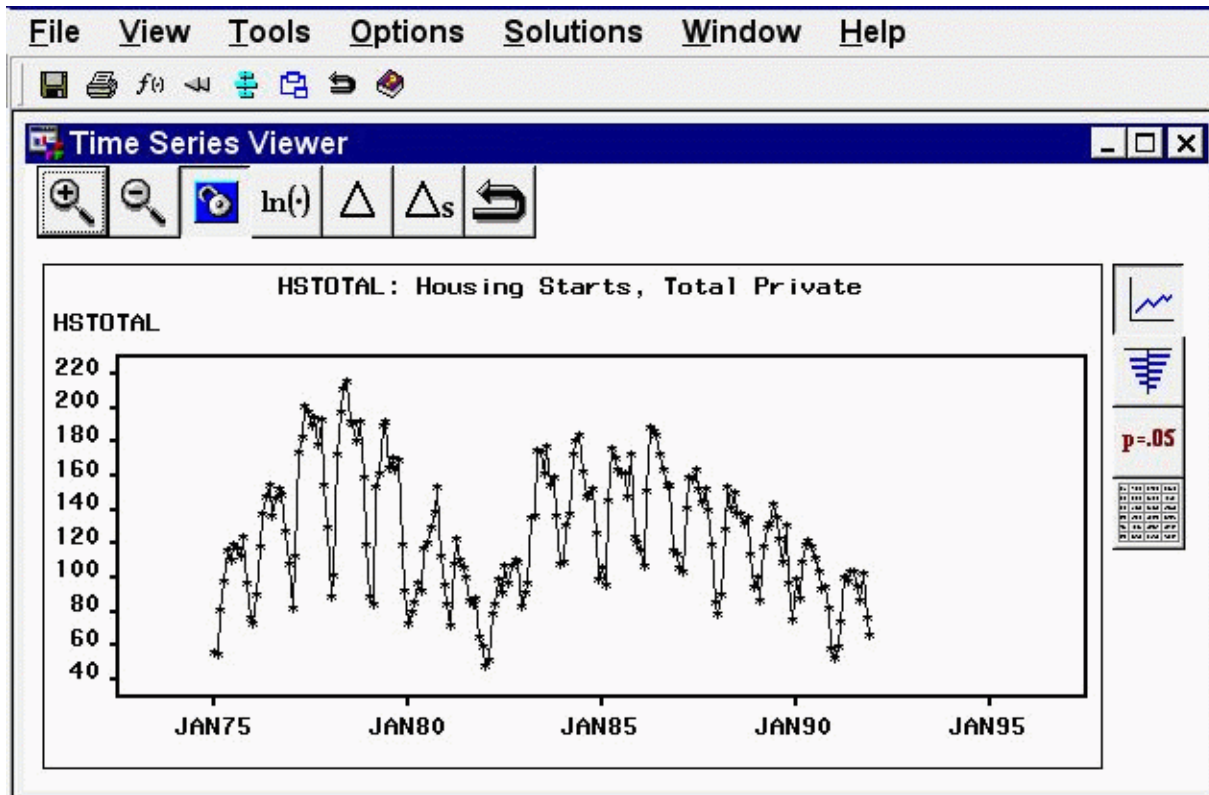 File View Tools Options Solutions Window Help
f(·)
Time Series Viewer
ln(·) Δ Δs
HSTOTAL: Housing Starts, Total Private
HSTOTAL
220
200
180
160
140
120
100
80
60
40
JAN75 JAN80 JAN85 JAN90 JAN95
p=.05